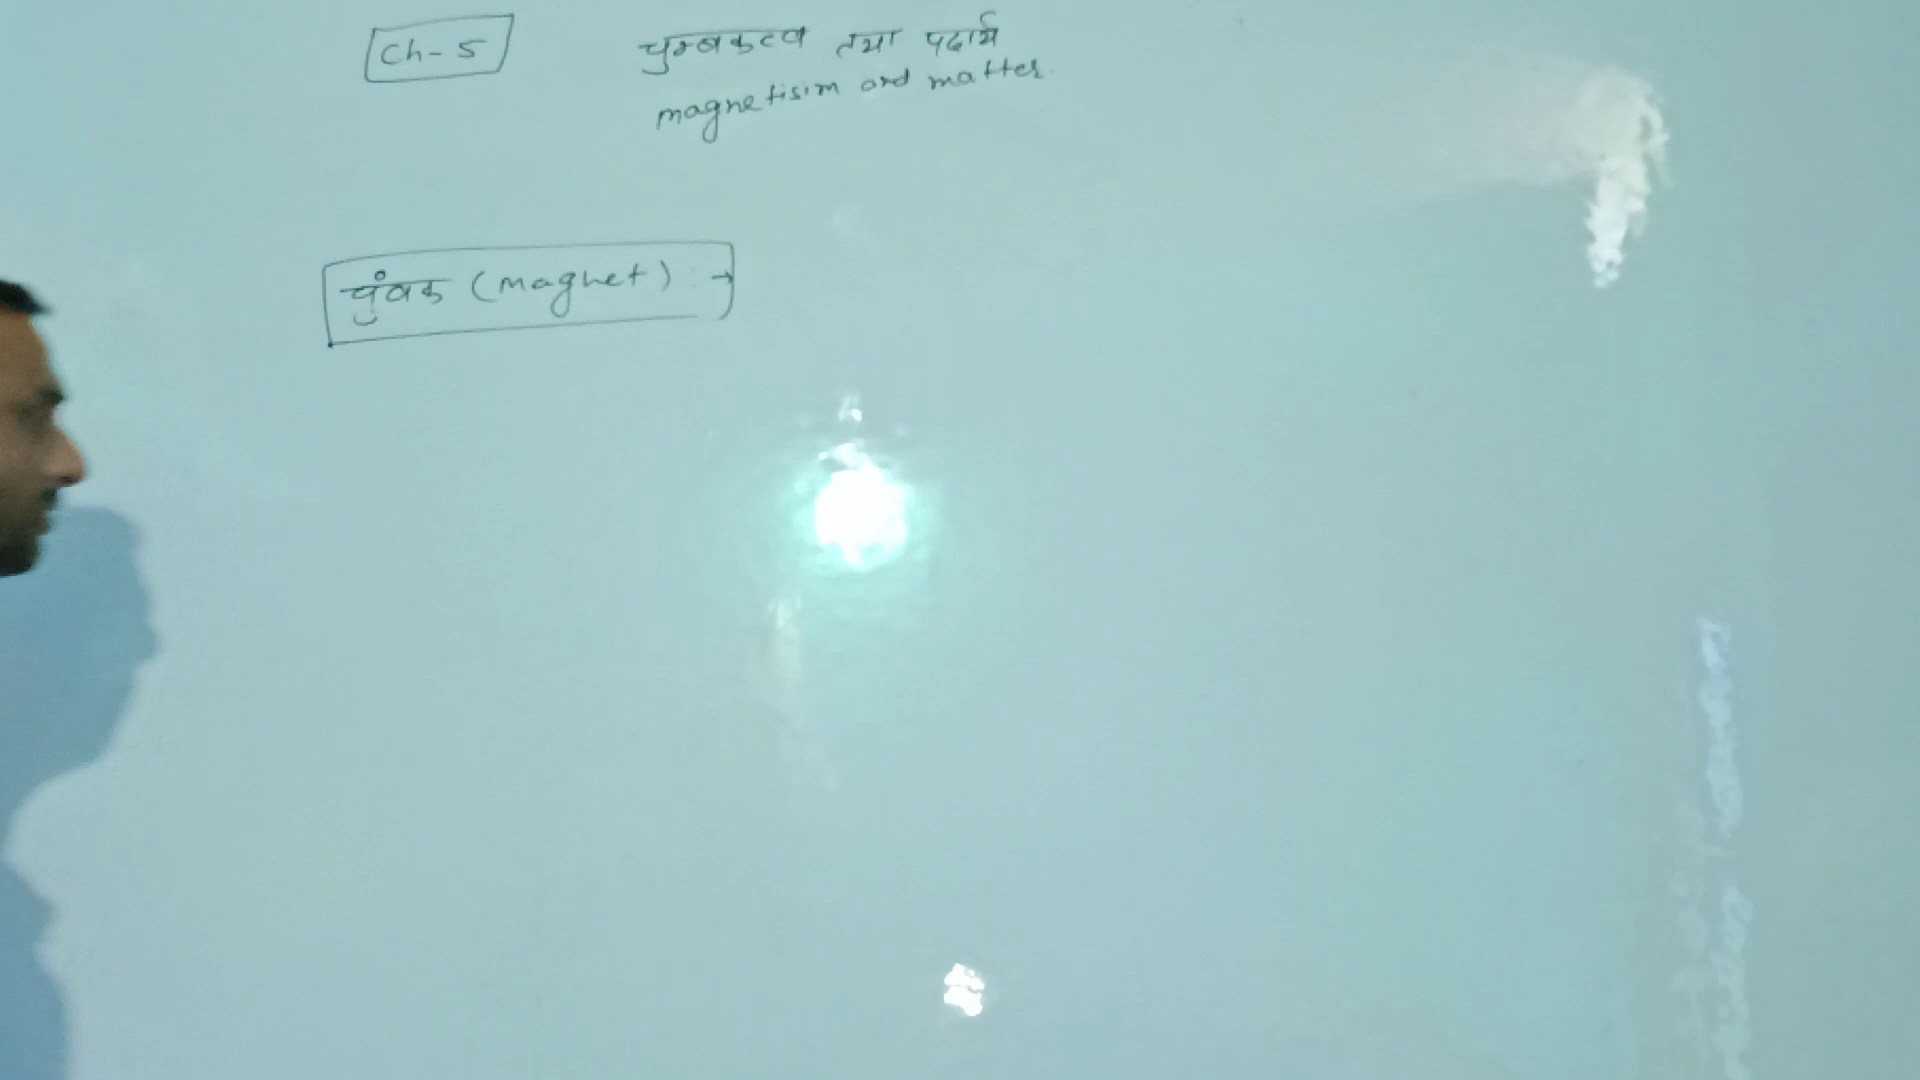 Ch-5
चुम्बकत्व तथा पदार्थ
magnetisim and matter.
चुंबक (magnet) :→